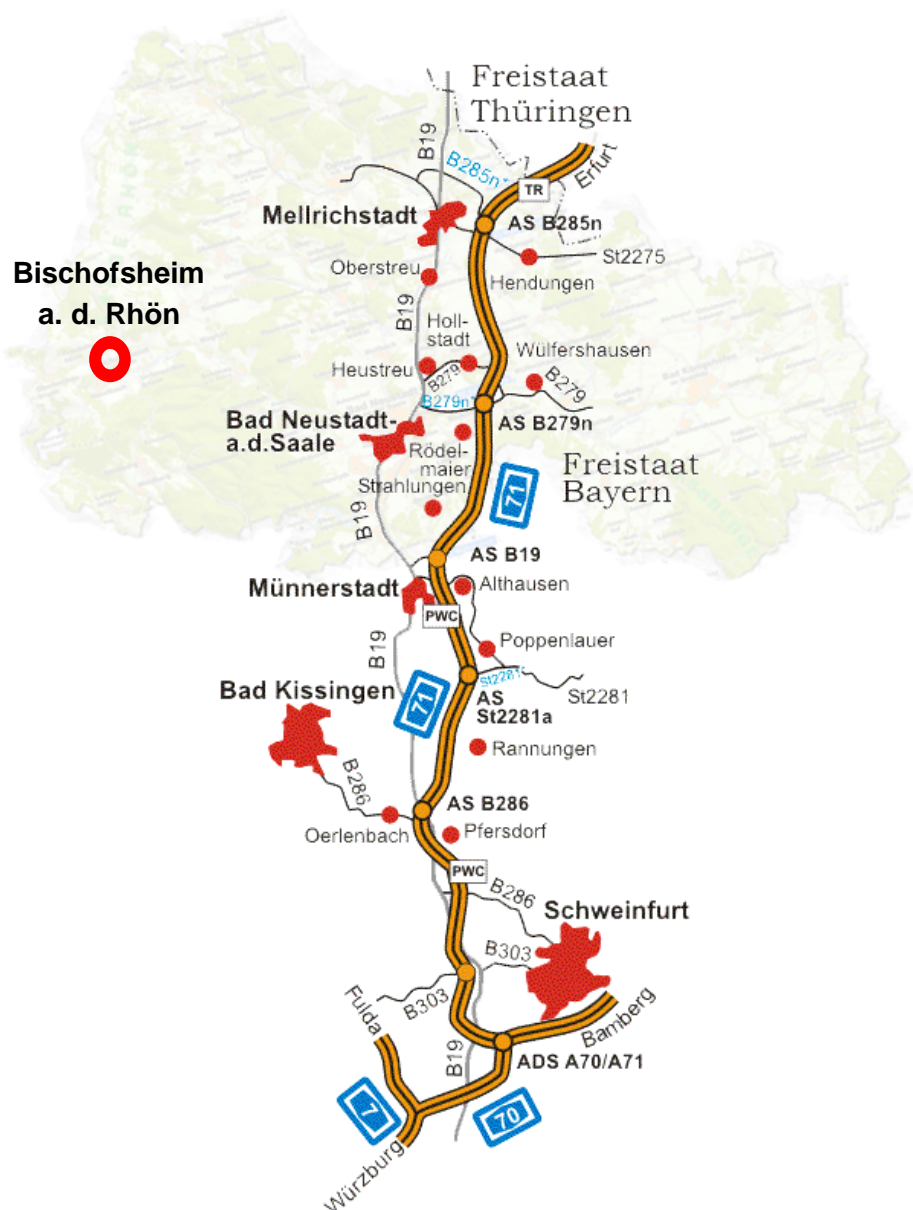 Freistaat
Thüringen
B19
B285n*
Erfurt
TR
Mellrichstadt
AS B285n
St2275
Bischofsheim
a. d. Rhön
Oberstreu
Hendungen
B19
Holl-
stadt
Wülfershausen
Heustreu
B279
B279
B279n*
Bad Neustadt-
a.d.Saale
AS B279n
Rödel-
maier
Strahlungen
Freistaat
Bayern
71
B19
AS B19
Münnerstadt
Althausen
PWC
B19
Poppenlauer
St2281*
St2281
Bad Kissingen
71
AS
St2281a
Rannungen
B286
AS B286
Oerlenbach
Pfersdorf
PWC
B286
Schweinfurt
B303
B303
Fulda
Bamberg
B19
ADS A70/A71
7
70
Würzburg